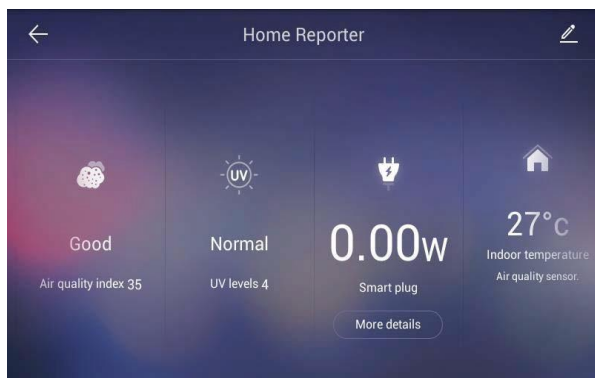 Home Reporter
UV
Good
Air quality index 35
Normal
UV levels 4
0.00w
Smart plug
More details
27°c
Indoor temperature
Air quality sensor.